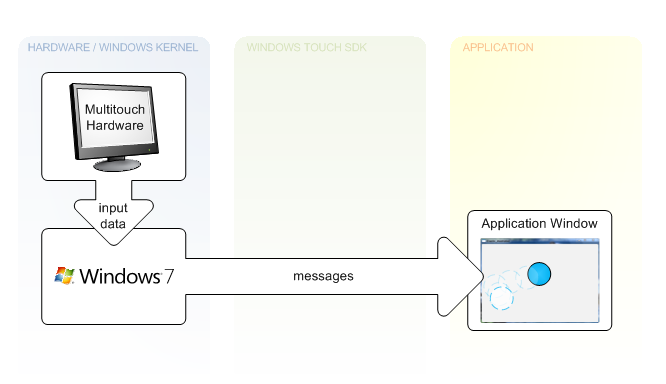 HARDWARE / WINDOWS KERNEL
WINDOWS TOUCH SDK
APPLICATION
Multitouch
Hardware
input
data
Windows 7
messages
Application Window